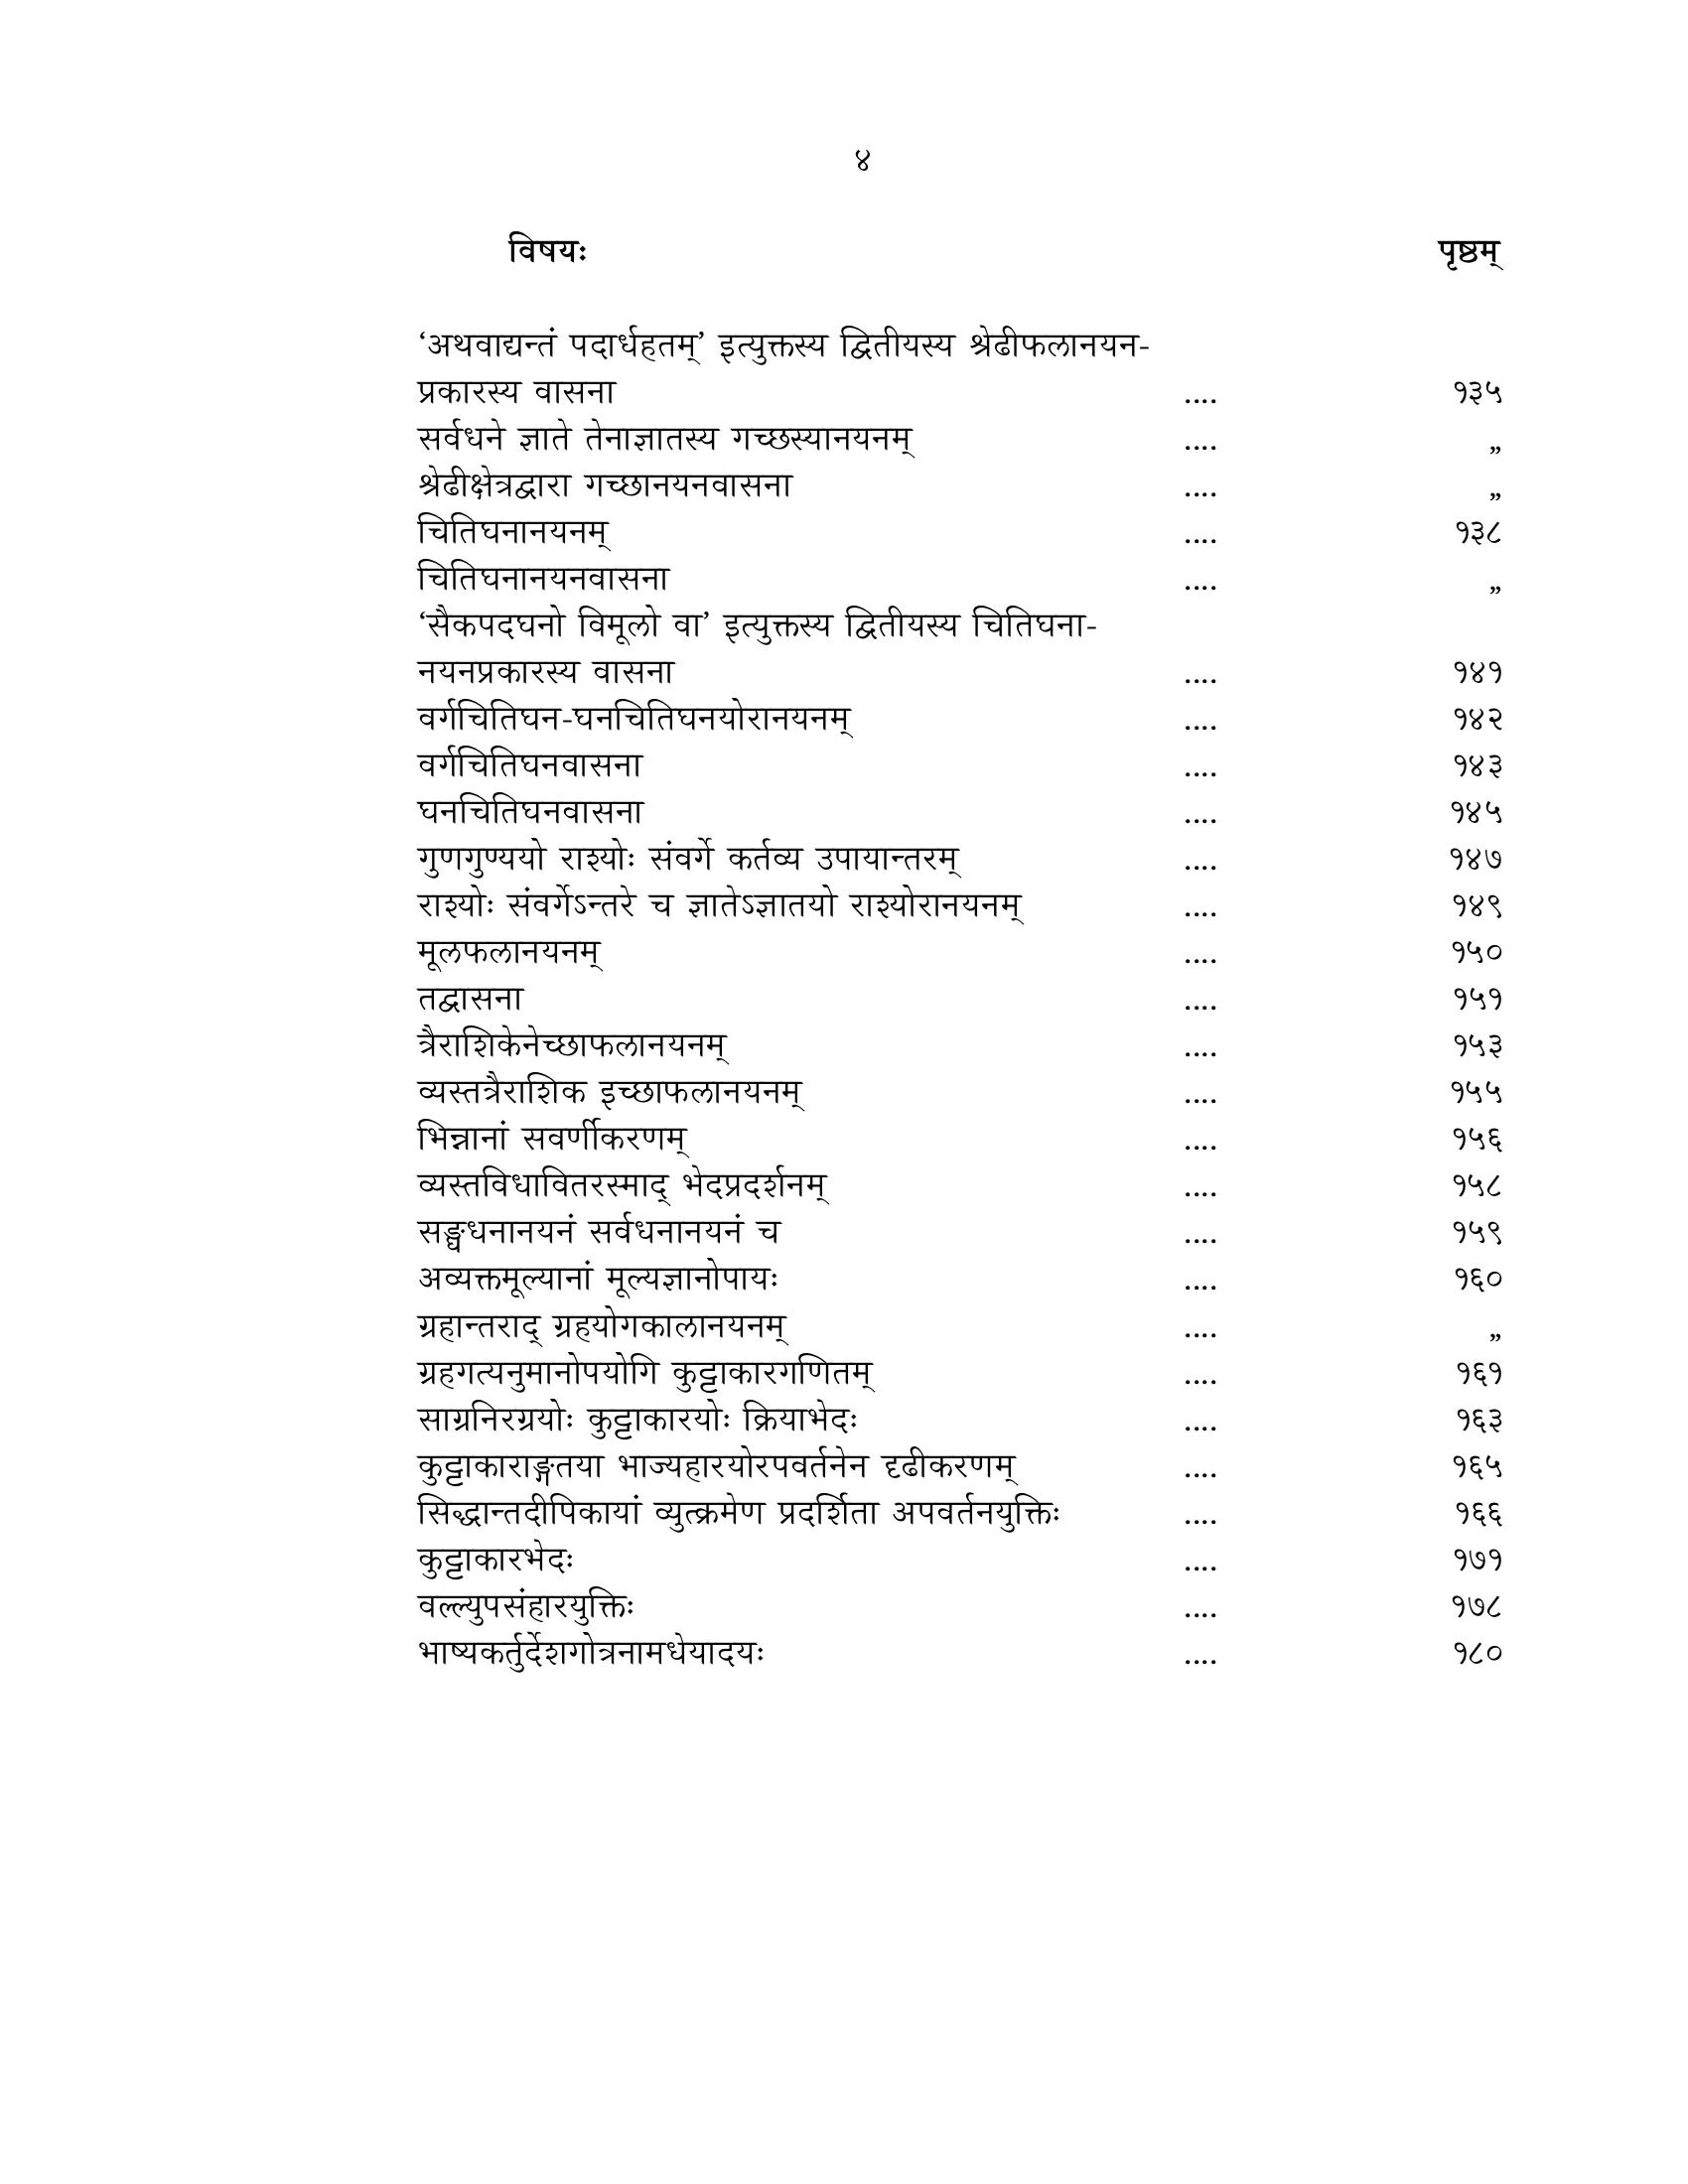 ४
विषयः पृष्ठम्
‘अथवाद्यन्तं पदार्धहतम्’ इत्युक्तस्य द्वितीयस्य श्रेढीफलानयन-
प्रकारस्य वासना .... १३५
सर्वधने ज्ञाते तेनाज्ञातस्य गच्छस्यानयनम् .... „
श्रेढीक्षेत्रद्वारा गच्छानयनवासना .... „
चितिघनानयनम् .... १३८
चितिघनानयनवासना .... „
‘सैकपदघनो विमूलो वा’ इत्युक्तस्य द्वितीयस्य चितिघना-
नयनप्रकारस्य वासना .... १४१
वर्गचितिघन-घनचितिघनयोरानयनम् .... १४२
वर्गचितिघनवासना .... १४३
घनचितिघनवासना .... १४५
गुणगुण्ययो राश्योः संवर्गे कर्तव्य उपायान्तरम् .... १४७
राश्योः संवर्गेऽन्तरे च ज्ञातेऽज्ञातयो राश्योरानयनम् .... १४९
मूलफलानयनम् .... १५०
तद्वासना .... १५१
त्रैराशिकेनेच्छाफलानयनम् .... १५३
व्यस्तत्रैराशिक इच्छाफलानयनम् .... १५५
भिन्नानां सवर्णीकरणम् .... १५६
व्यस्तविधावितरस्माद् भेदप्रदर्शनम् .... १५८
सङ्घधनानयनं सर्वधनानयनं च .... १५९
अव्यक्तमूल्यानां मूल्यज्ञानोपायः .... १६०
ग्रहान्तराद् ग्रहयोगकालानयनम् .... „
ग्रहगत्यनुमानोपयोगि कुट्टाकारगणितम् .... १६१
साग्रनिरग्रयोः कुट्टाकारयोः क्रियाभेदः .... १६३
कुट्टाकाराङ्गतया भाज्यहारयोरपवर्तनेन दृढीकरणम् .... १६५
सिद्धान्तदीपिकायां व्युत्क्रमेण प्रदर्शिता अपवर्तनयुक्तिः .... १६६
कुट्टाकारभेदः .... १७१
वल्ल्युपसंहारयुक्तिः .... १७८
भाष्यकर्तुर्देशगोत्रनामधेयादयः .... १८०